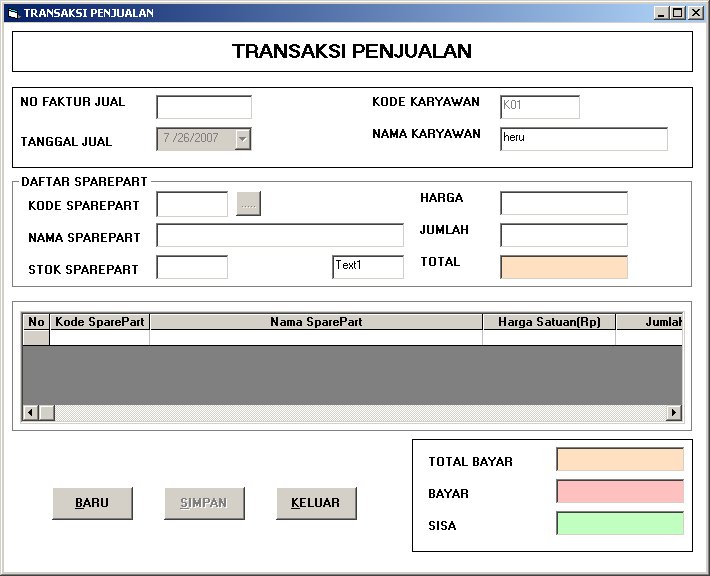 TRANSAKSI PENJUALAN
TRANSAKSI PENJUALAN
NO FAKTUR JUAL
KODE KARYAWAN K01
TANGGAL JUAL 7 /26/2007
NAMA KARYAWAN heru
DAFTAR SPAREPART
KODE SPAREPART ..... HARGA
NAMA SPAREPART JUMLAH
STOK SPAREPART Text1 TOTAL
No Kode SparePart Nama SparePart Harga Satuan(Rp) Jumlah
TOTAL BAYAR
BAYAR
SISA
BARU SIMPAN KELUAR